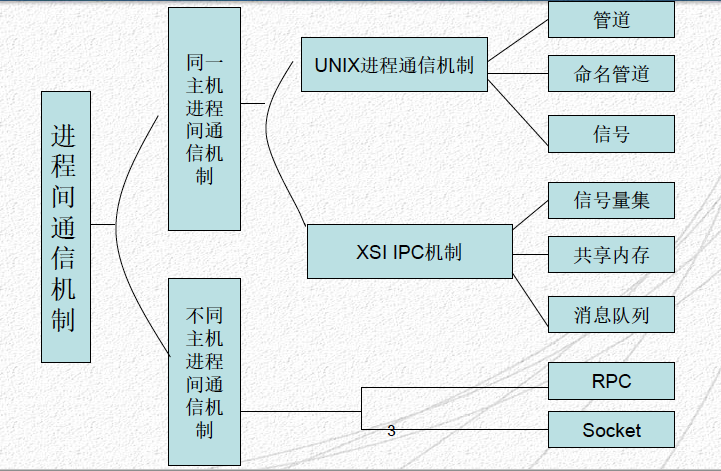 进
程
间
通
信
机
制
同一
主机
进程
间通
信机
制
UNIX进程通信机制
管道
命名管道
信号
XSI IPC机制
信号量集
共享内存
消息队列
不同
主机
进程
间通
信机
制
RPC
Socket
3